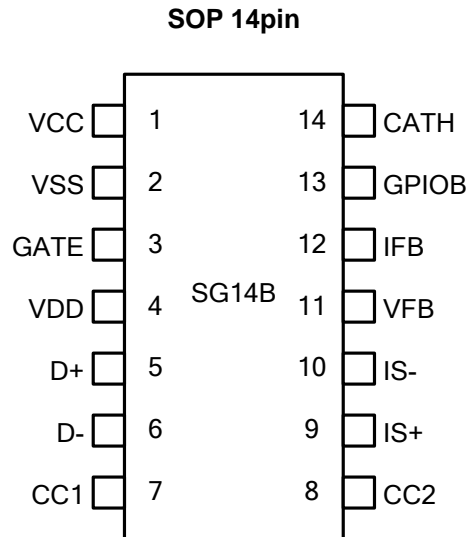 SOP 14pin
VCC 1 14 CATH
VSS 2 13 GPIOB
GATE 3 12 IFB
VDD 4 SG14B 11 VFB
D+ 5 10 IS-
D- 6 9 IS+
CC1 7 8 CC2